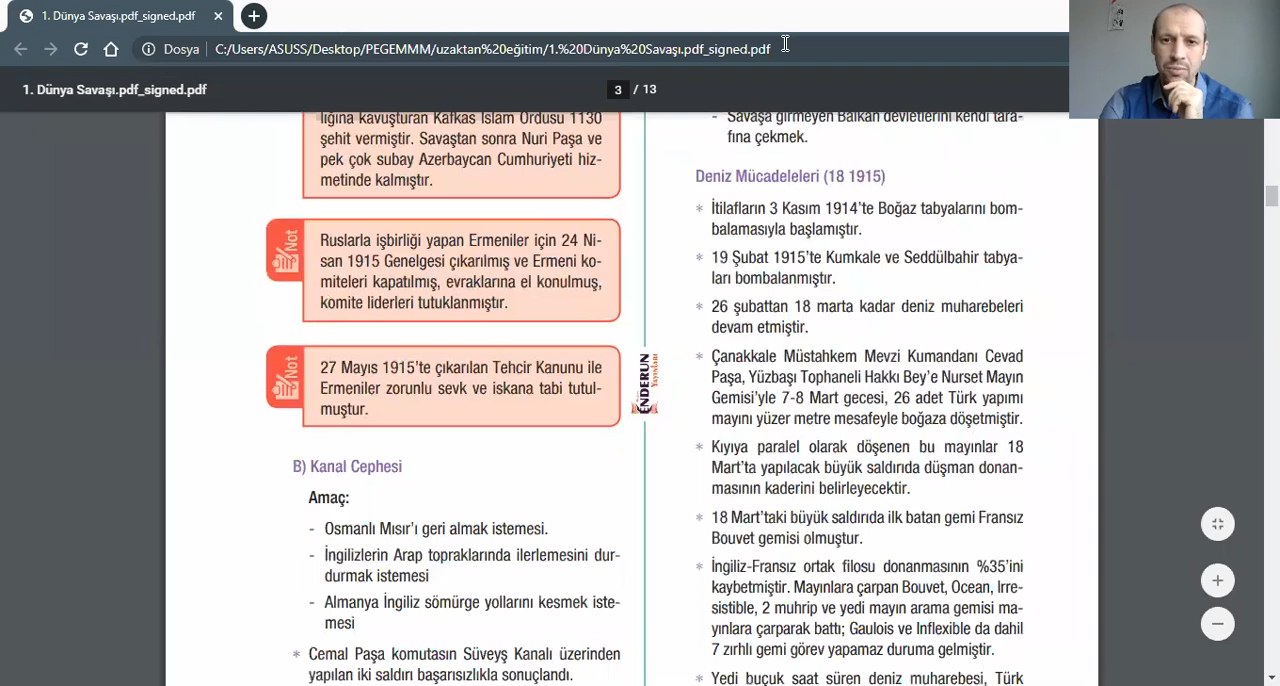 1. Dünya Savaşı.pdf_signed.pdf
Dosya
C:/Users/ASUSS/Desktop/PEGEMMM/uzaktan%20eğitim/1.%20Dünya%20Savaşı.pdf_signed.pdf
1. Dünya Savaşı.pdf_signed.pdf
3 / 13
lığına kavuşturan Kafkas İslam Ordusu 1130
şehit vermiştir. Savaştan sonra Nuri Paşa ve
pek çok subay Azerbaycan Cumhuriyeti hiz-
metinde kalmıştır.
Not
Ruslarla işbirliği yapan Ermeniler için 24 Ni-
san 1915 Genelgesi çıkarılmış ve Ermeni ko-
miteleri kapatılmış, evraklarına el konulmuş,
komite liderleri tutuklanmıştır.
Not
27 Mayıs 1915’te çıkarılan Tehcir Kanunu ile
Ermeniler zorunlu sevk ve iskana tabi tutul-
muştur.
B) Kanal Cephesi
Amaç:
- Osmanlı Mısır’ı geri almak istemesi.
- İngilizlerin Arap topraklarında ilerlemesini dur-
durmak istemesi
- Almanya İngiliz sömürge yollarını kesmek iste-
mesi
* Cemal Paşa komutasın Süveyş Kanalı üzerinden
yapılan iki saldırı başarısızlıkla sonuçlandı.
ENDERUN
Yayınları
- Savaşa girmeyen Balkan devletlerini kendi tara-
fına çekmek.
Deniz Mücadeleleri (18 1915)
* İtilafların 3 Kasım 1914’te Boğaz tabyalarını bom-
balamasıyla başlamıştır.
* 19 Şubat 1915’te Kumkale ve Seddülbahir tabya-
ları bombalanmıştır.
* 26 şubattan 18 marta kadar deniz muharebeleri
devam etmiştir.
* Çanakkale Müstahkem Mevzi Kumandanı Cevad
Paşa, Yüzbaşı Tophaneli Hakkı Bey’e Nurset Mayın
Gemisi’yle 7-8 Mart gecesi, 26 adet Türk yapımı
mayını yüzer metre mesafeyle boğaza döşetmiştir.
* Kıyıya paralel olarak döşenen bu mayınlar 18
Mart’ta yapılacak büyük saldırıda düşman donan-
masının kaderini belirleyecektir.
* 18 Mart’taki büyük saldırıda ilk batan gemi Fransız
Bouvet gemisi olmuştur.
* İngiliz-Fransız ortak filosu donanmasının %35’ini
kaybetmiştir. Mayınlara çarpan Bouvet, Ocean, Irre-
sistible, 2 muhrip ve yedi mayın arama gemisi ma-
yınlara çarparak battı; Gaulois ve Inflexible da dahil
7 zırhlı gemi görev yapamaz duruma gelmiştir.
* Yedi buçuk saat süren deniz muharebesi, Türk